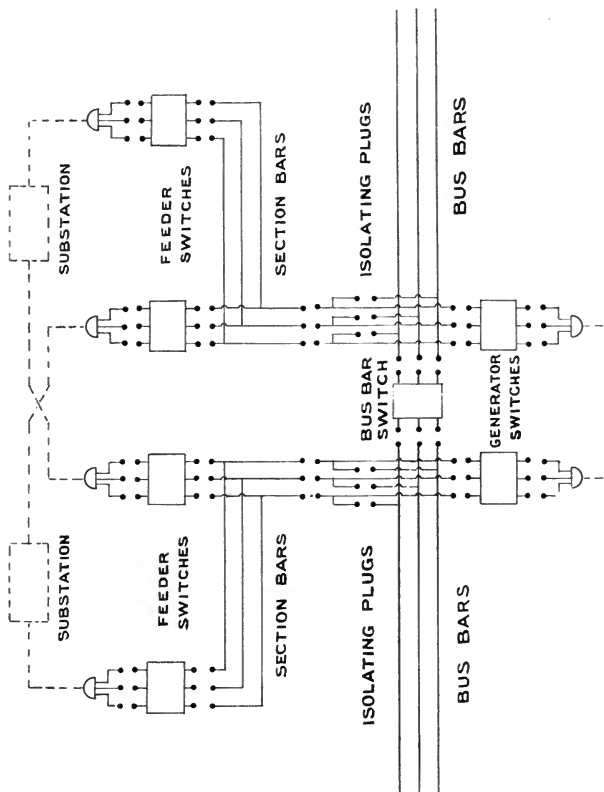 SUBSTATION
SUBSTATION
FEEDER
SWITCHES
FEEDER
SWITCHES
SECTION BARS
SECTION BARS
ISOLATING PLUGS
BUS BAR
SWITCH
ISOLATING PLUGS
BUS BARS
GENERATOR
SWITCHES
BUS BARS